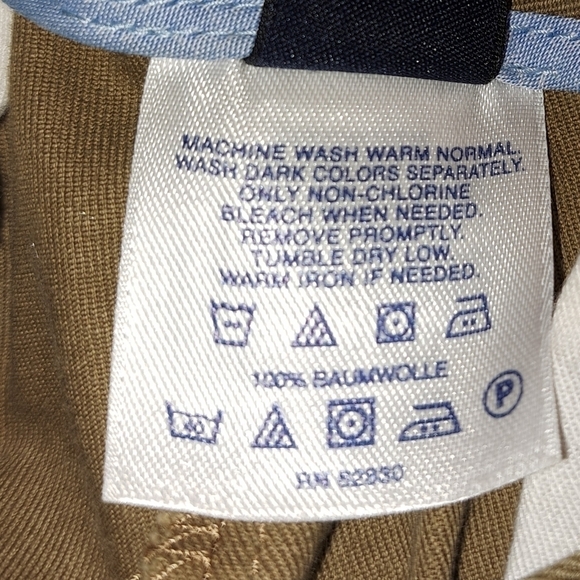 MACHINE WASH WARM NORMAL.
WASH DARK COLORS SEPARATELY.
ONLY NON-CHLORINE
BLEACH WHEN NEEDED.
REMOVE PROMPTLY.
TUMBLE DRY LOW.
WARM IRON IF NEEDED.
100% BAUMWOLLE
P
40
RN 52930